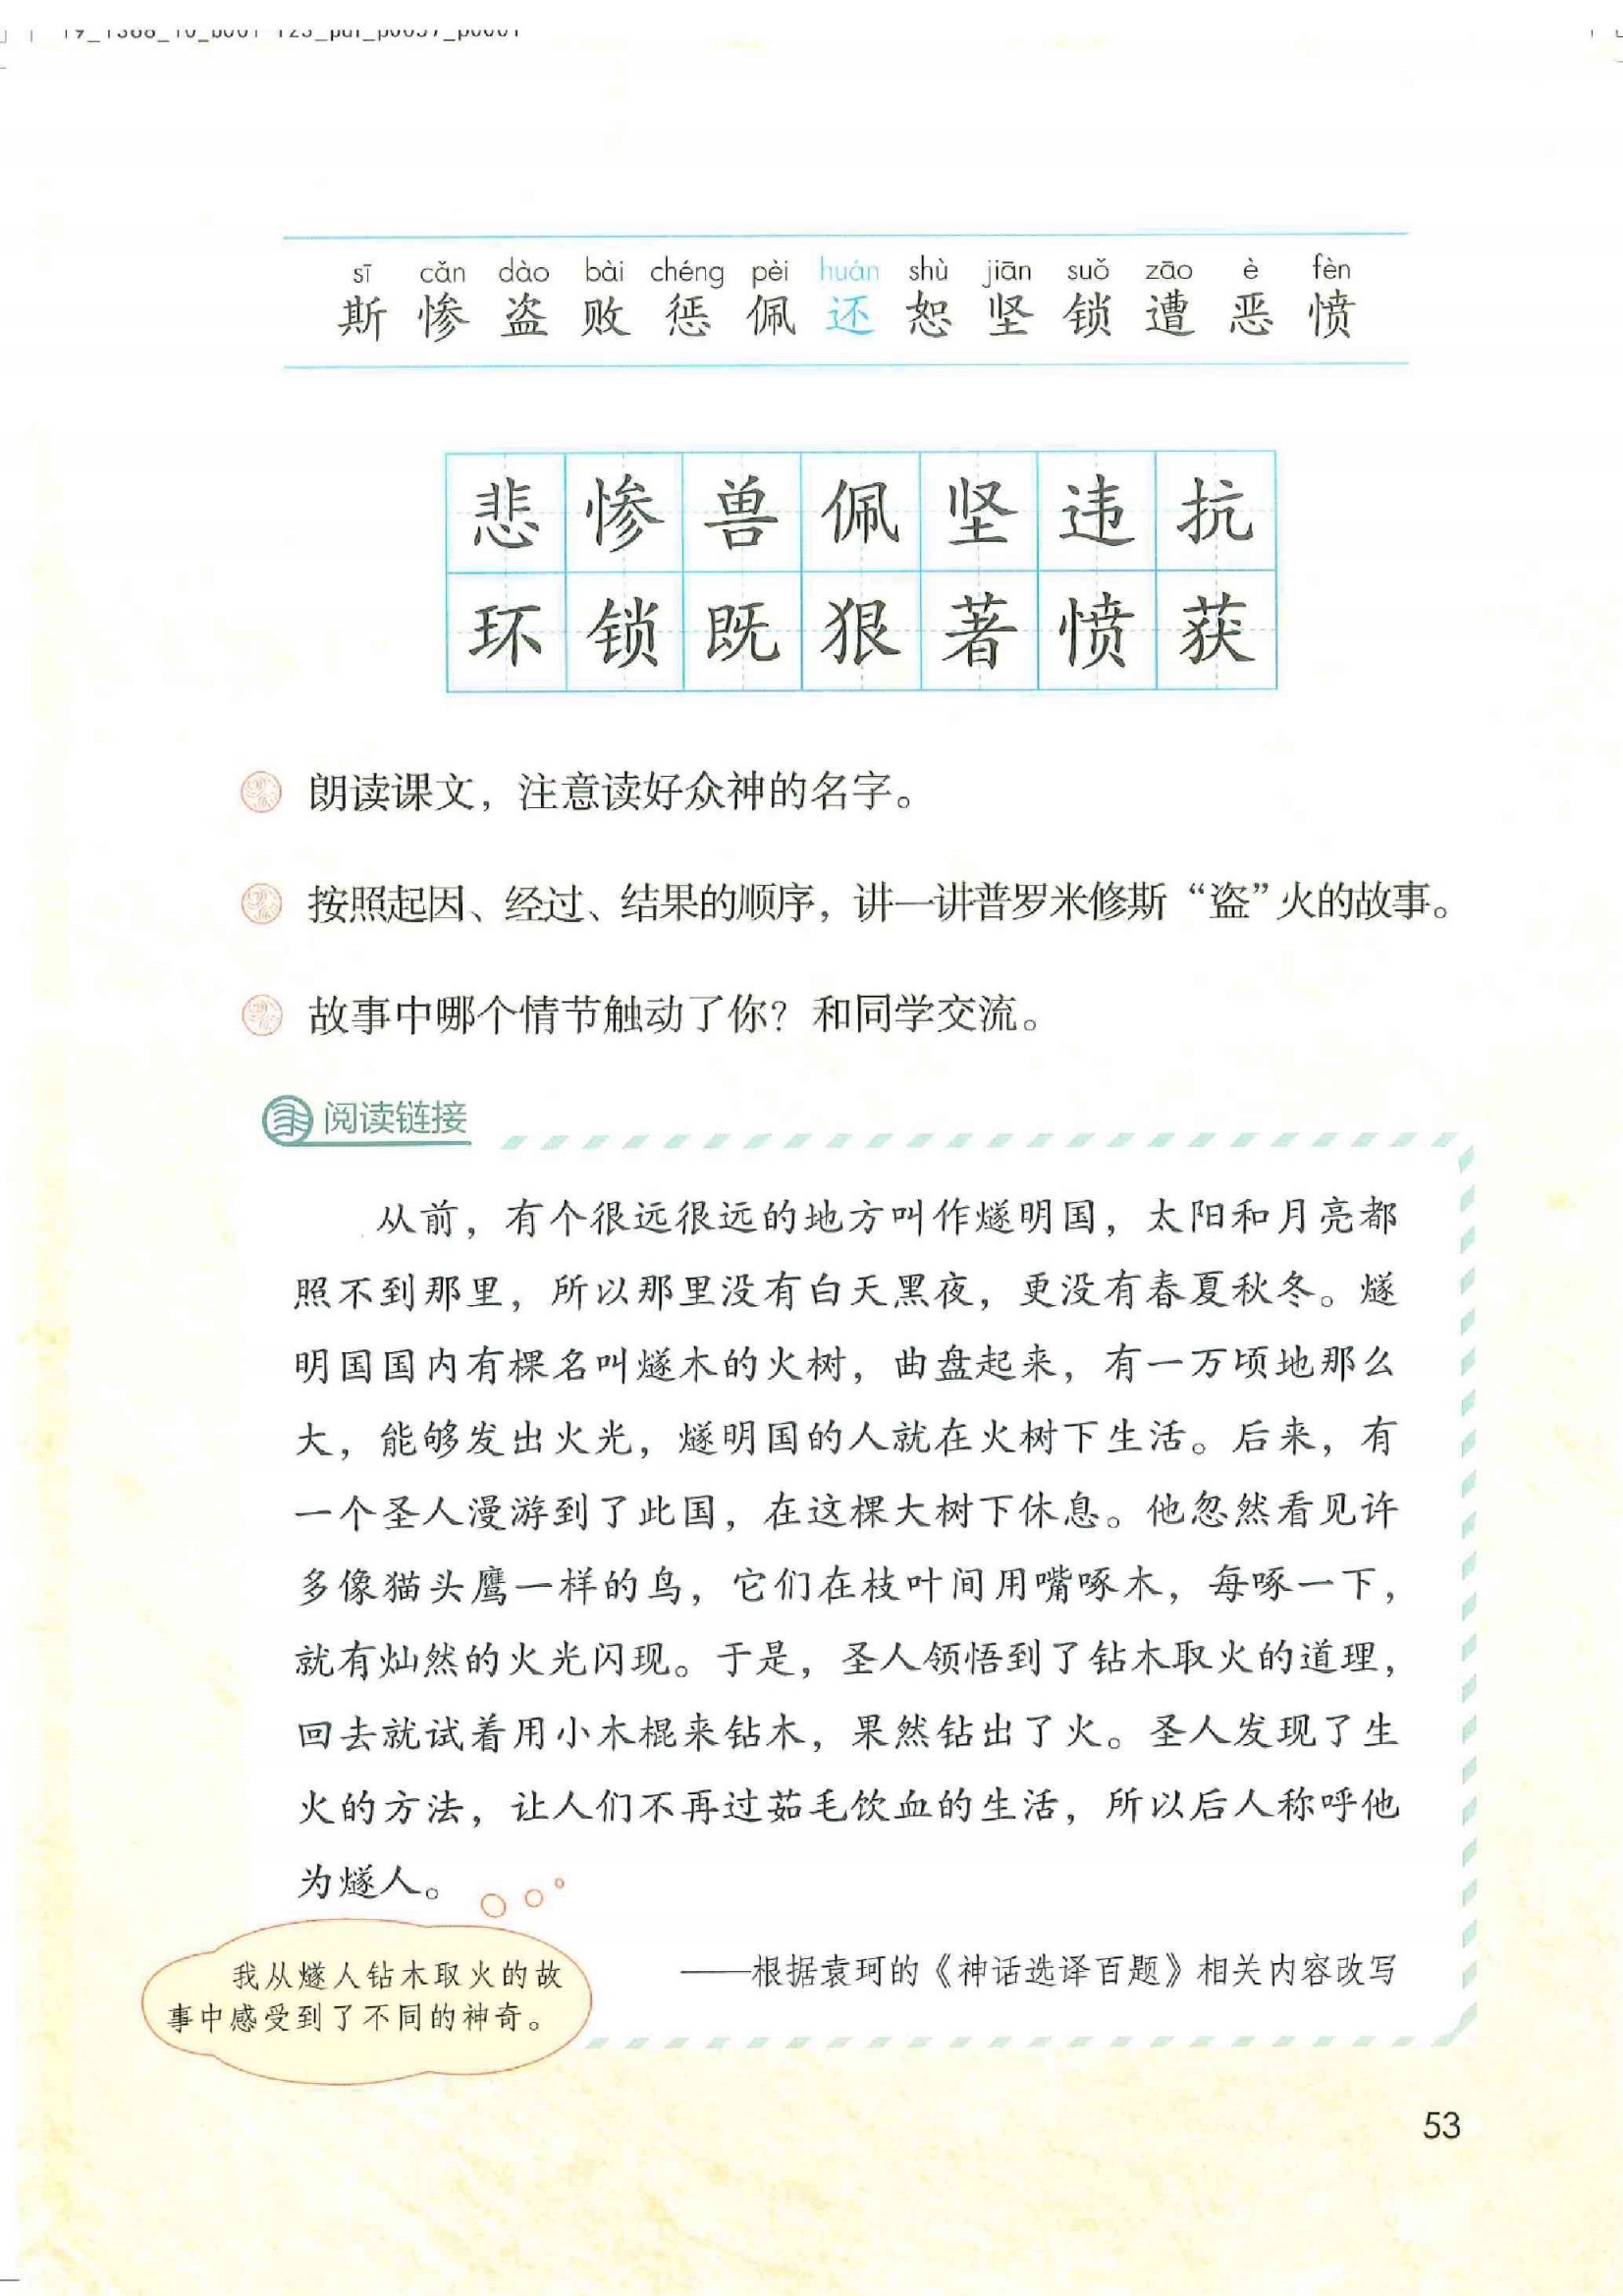 sī cǎn dào bài chéng pèi huán shù jiān suǒ zāo è fèn
斯 惨 盗 败 惩 佩 还 恕 坚 锁 遭 恶 愤
悲 惨 兽 佩 坚 违 抗
环 锁 既 狠 著 愤 获
朗读课文，注意读好众神的名字。
按照起因、经过、结果的顺序，讲一讲普罗米修斯“盗”火的故事。
故事中哪个情节触动了你？和同学交流。
阅读链接
从前，有个很远很远的地方叫作燧明国，太阳和月亮都
照不到那里，所以那里没有白天黑夜，更没有春夏秋冬。燧
明国国内有棵名叫燧木的火树，曲盘起来，有一万顷地那么
大，能够发出火光，燧明国的人就在火树下生活。后来，有
一个圣人漫游到了此国，在这棵大树下休息。他忽然看见许
多像猫头鹰一样的鸟，它们在枝叶间用嘴啄木，每啄一下，
就有灿然的火光闪现。于是，圣人领悟到了钻木取火的道理，
回去就试着用小木棍来钻木，果然钻出了火。圣人发现了生
火的方法，让人们不再过茹毛饮血的生活，所以后人称呼他
为燧人。
——根据袁珂的《神话选译百题》相关内容改写
我从燧人钻木取火的故
事中感受到了不同的神奇。
53